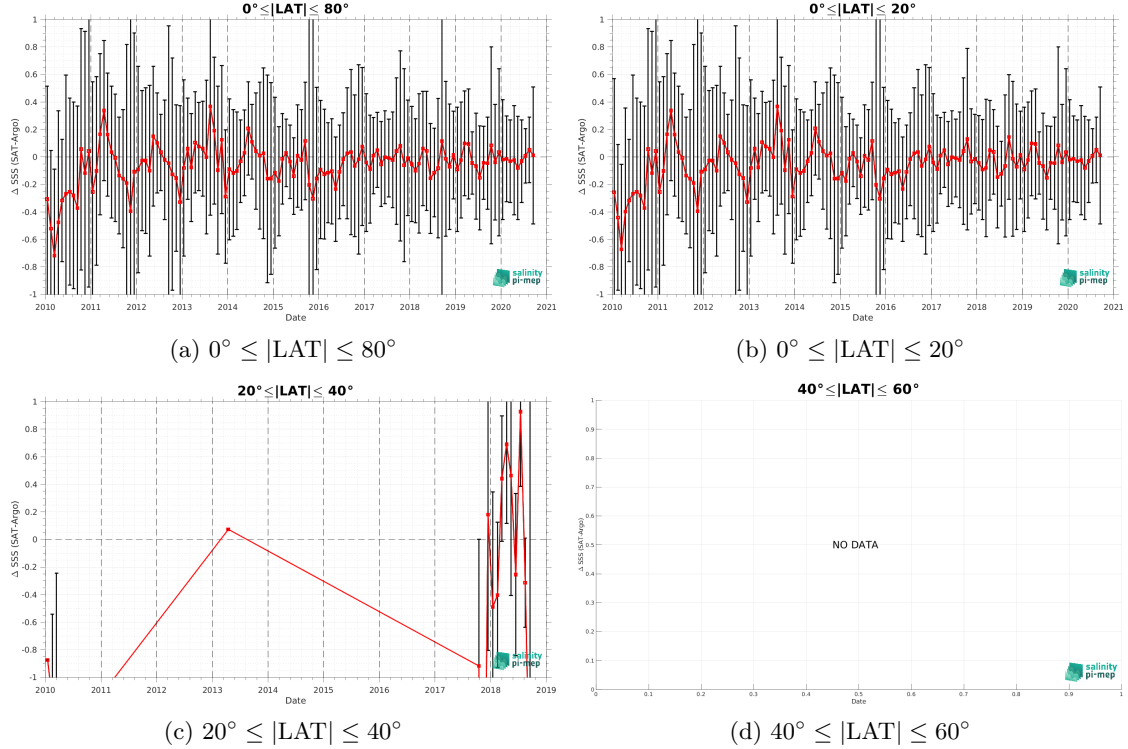 0°≤|LAT|≤ 80°
Δ SSS (SAT-Argo)
1
0.8
0.6
0.4
0.2
0
-0.2
-0.4
-0.6
-0.8
-1
2010 2011 2012 2013 2014 2015 2016 2017 2018 2019 2020 2021
Date
salinity
pi-mep
(a) 0° ≤ |LAT| ≤ 80°
0°≤|LAT|≤ 20°
Δ SSS (SAT-Argo)
1
0.8
0.6
0.4
0.2
0
-0.2
-0.4
-0.6
-0.8
-1
2010 2011 2012 2013 2014 2015 2016 2017 2018 2019 2020 2021
Date
salinity
pi-mep
(b) 0° ≤ |LAT| ≤ 20°
20°≤|LAT|≤ 40°
Δ SSS (SAT-Argo)
1
0.8
0.6
0.4
0.2
0
-0.2
-0.4
-0.6
-0.8
-1
2010 2011 2012 2013 2014 2015 2016 2017 2018 2019
Date
salinity
pi-mep
(c) 20° ≤ |LAT| ≤ 40°
40°≤|LAT|≤ 60°
Δ SSS (SAT-Argo)
1
0.9
0.8
0.7
0.6
0.5
0.4
0.3
0.2
0.1
0
NO DATA
0 0.1 0.2 0.3 0.4 0.5 0.6 0.7 0.8 0.9 1
Date
salinity
pi-mep
(d) 40° ≤ |LAT| ≤ 60°